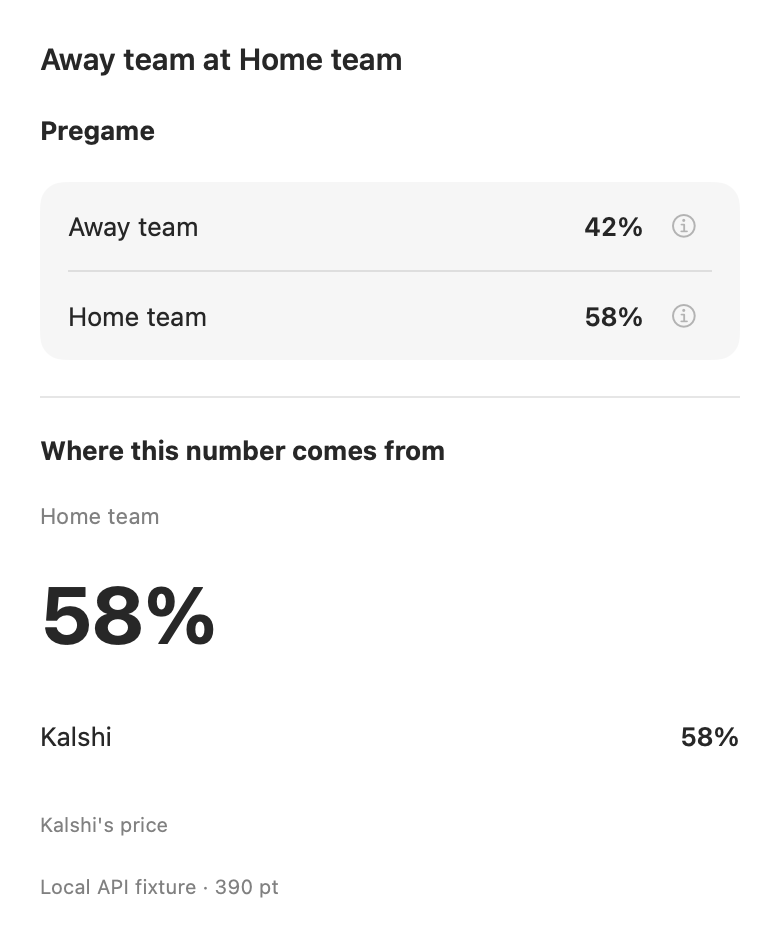 Away team at Home team
Pregame
Away team 42%
Home team 58%
Where this number comes from
Home team
58%
Kalshi 58%
Kalshi's price
Local API fixture · 390 pt